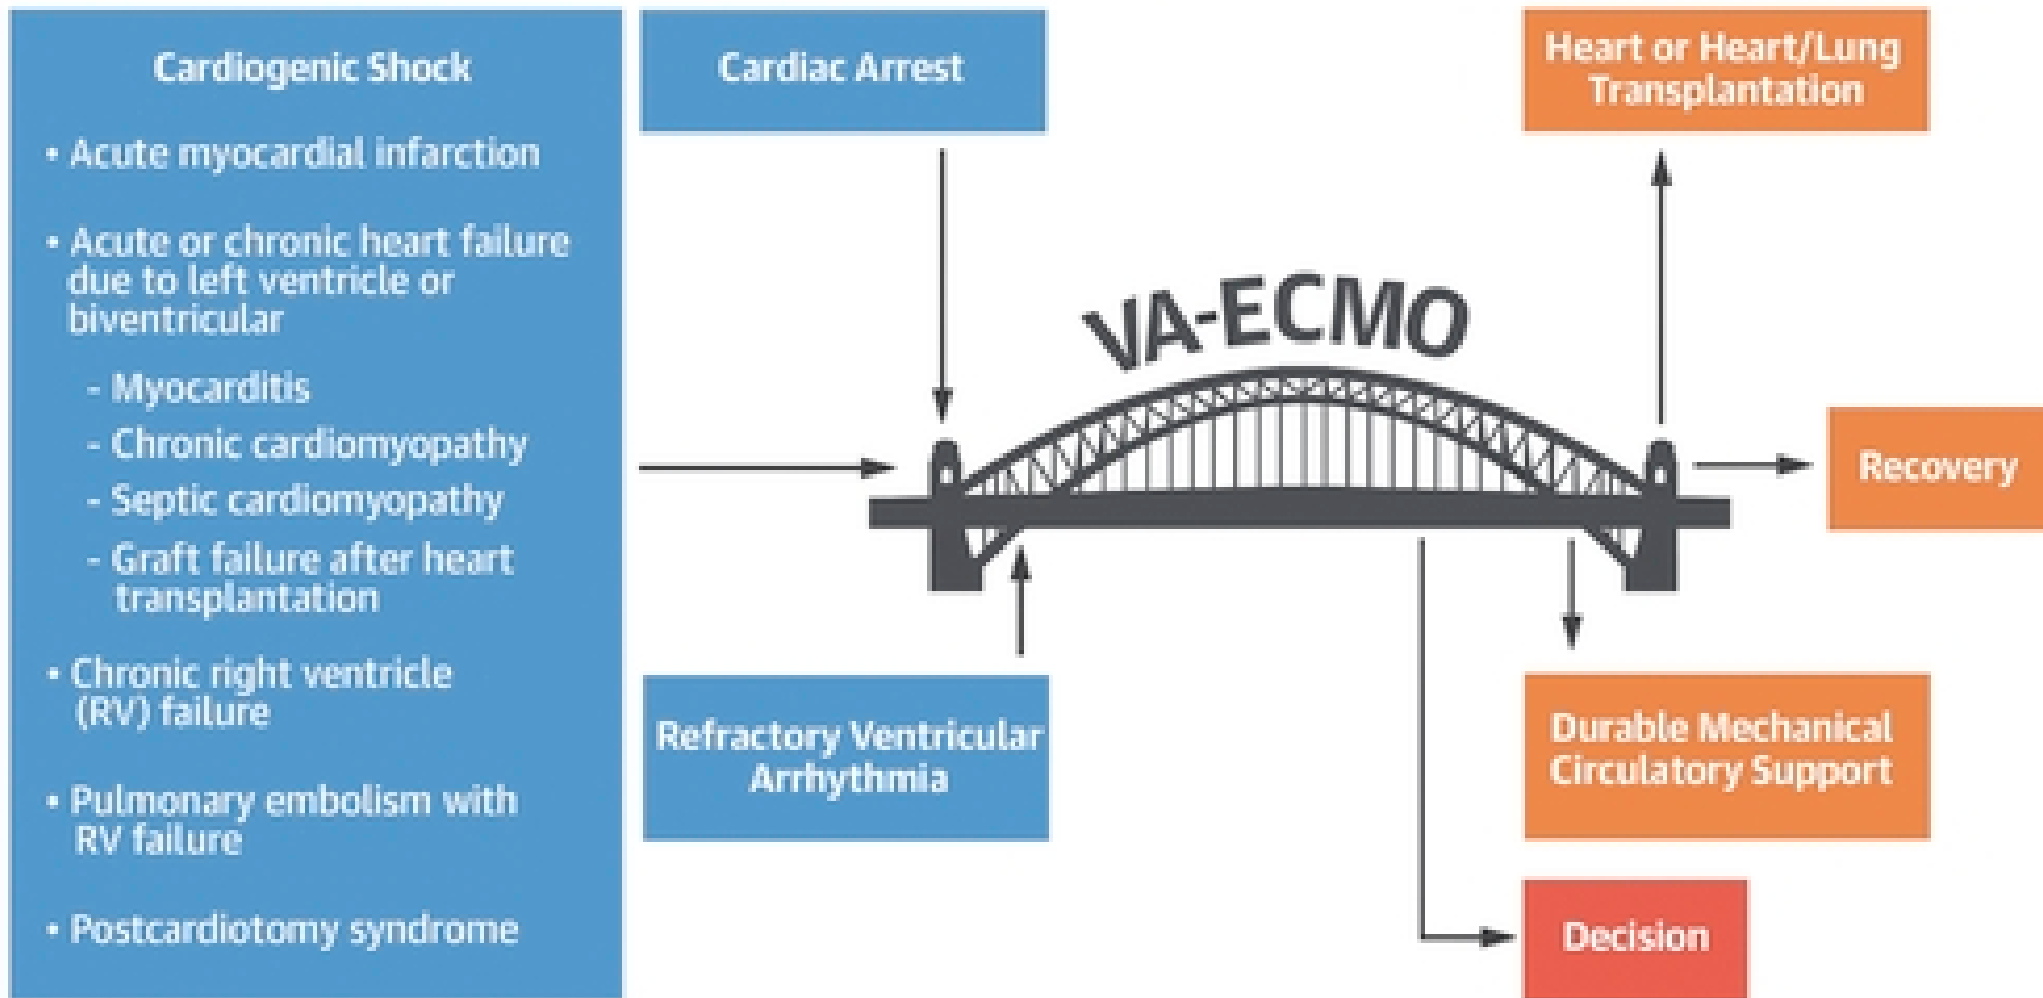 Cardiogenic Shock
• Acute myocardial infarction
• Acute or chronic heart failure
due to left ventricle or
biventricular
- Myocarditis
- Chronic cardiomyopathy
- Septic cardiomyopathy
- Graft failure after heart
transplantation
• Chronic right ventricle
(RV) failure
• Pulmonary embolism with
RV failure
• Postcardiotomy syndrome
Cardiac Arrest
Refractory Ventricular
Arrhythmia
VA-ECMO
Heart or Heart/Lung
Transplantation
Recovery
Durable Mechanical
Circulatory Support
Decision